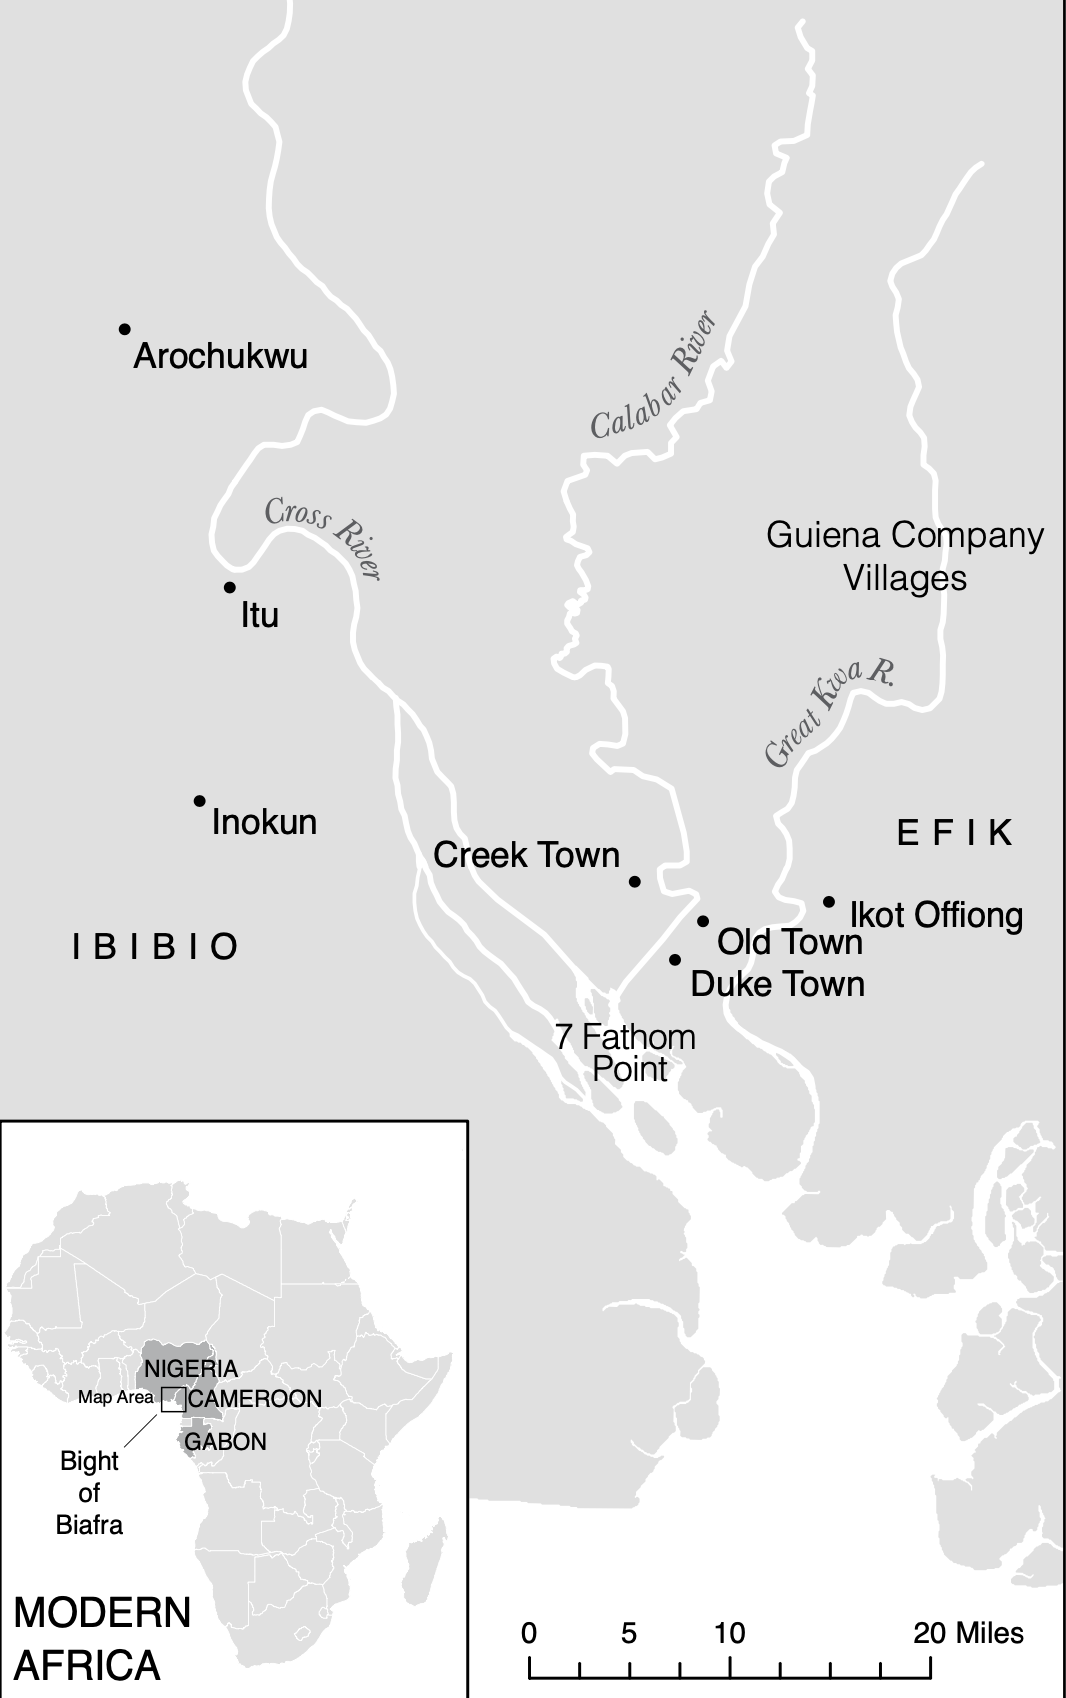 Arochukwu
Calabar River
Cross River
Guiena Company
Villages
Itu
Great Kwa R.
Inokun
EFIK
Creek Town
Ikot Offiong
IBIBIO
Old Town
Duke Town
7 Fathom
Point
NIGERIA
Map Area
CAMEROON
GABON
Bight
of
Biafra
MODERN
AFRICA
0 5 10 20 Miles